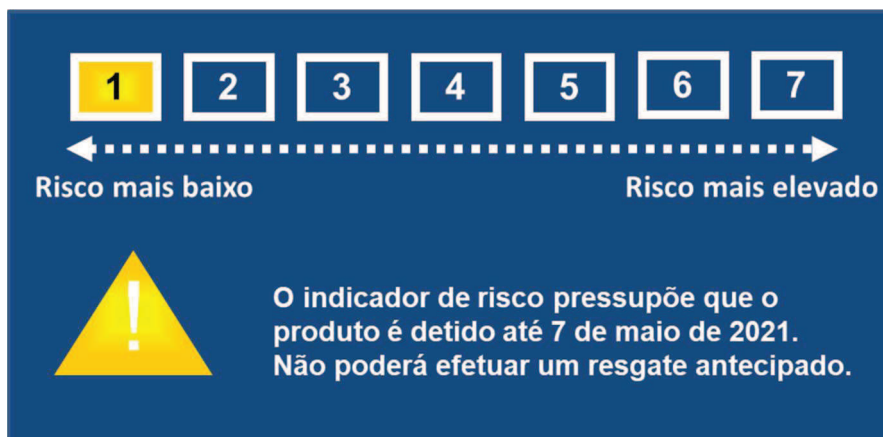 1 2 3 4 5 6 7
Risco mais baixo Risco mais elevado
!
O indicador de risco pressupõe que o
produto é detido até 7 de maio de 2021.
Não poderá efetuar um resgate antecipado.